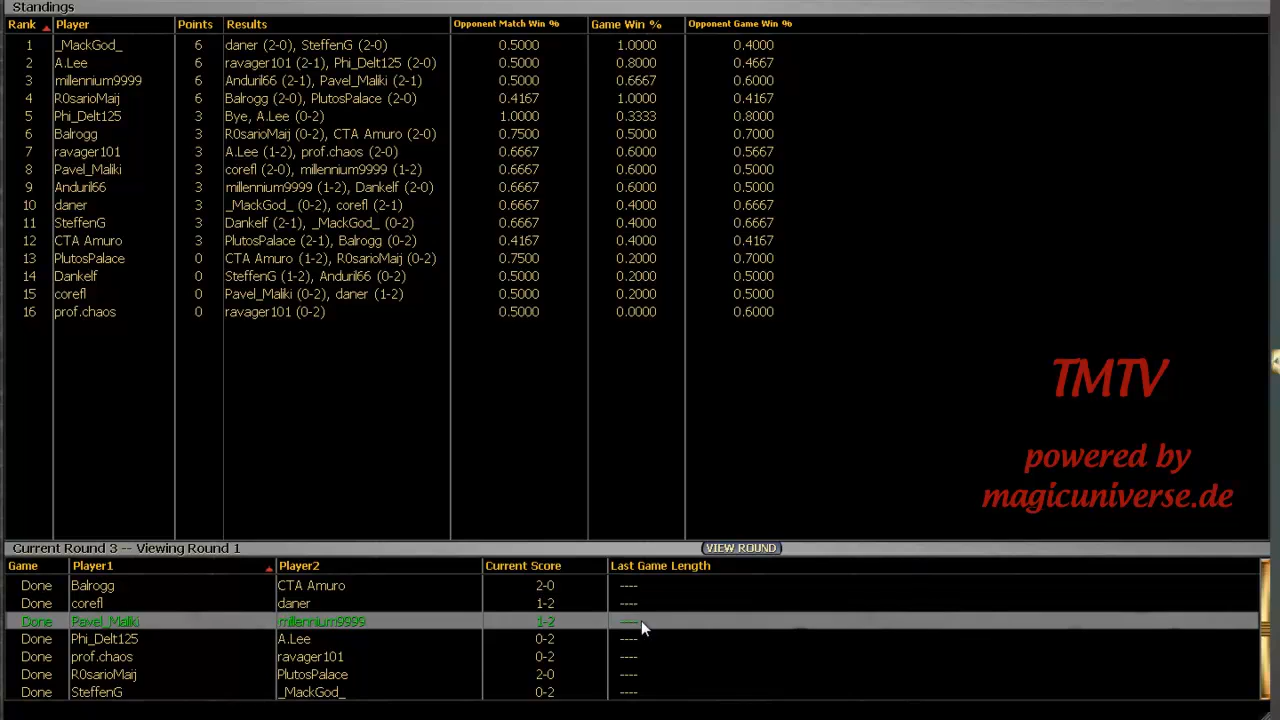 Standings
Rank Player Points Results Opponent Match Win % Game Win % Opponent Game Win %
1 _MackGod_ 6 daner (2-0), SteffenG (2-0) 0.5000 1.0000 0.4000
2 A.Lee 6 ravager101 (2-1), Phi_Delt125 (2-0) 0.5000 0.8000 0.4667
3 millennium9999 6 Anduril66 (2-1), Pavel_Maliki (2-1) 0.5000 0.6667 0.6000
4 R0sarioMaij 6 Balrogg (2-0), PlutosPalace (2-0) 0.4167 1.0000 0.4167
5 Phi_Delt125 3 Bye, A.Lee (0-2) 1.0000 0.3333 0.8000
6 Balrogg 3 R0sarioMaij (0-2), CTA Amuro (2-0) 0.7500 0.5000 0.7000
7 ravager101 3 A.Lee (1-2), prof.chaos (2-0) 0.6667 0.6000 0.5667
8 Pavel_Maliki 3 corefl (2-0), millennium9999 (1-2) 0.6667 0.6000 0.5000
9 Anduril66 3 millennium9999 (1-2), Dankelf (2-0) 0.6667 0.6000 0.5000
10 daner 3 _MackGod_ (0-2), corefl (2-1) 0.6667 0.4000 0.6667
11 SteffenG 3 Dankelf (2-1), _MackGod_ (0-2) 0.6667 0.4000 0.6667
12 CTA Amuro 3 PlutosPalace (2-1), Balrogg (0-2) 0.4167 0.4000 0.4167
13 PlutosPalace 0 CTA Amuro (1-2), R0sarioMaij (0-2) 0.7500 0.2000 0.7000
14 Dankelf 0 SteffenG (1-2), Anduril66 (0-2) 0.5000 0.2000 0.5000
15 corefl 0 Pavel_Maliki (0-2), daner (1-2) 0.5000 0.2000 0.5000
16 prof.chaos 0 ravager101 (0-2) 0.5000 0.0000 0.6000
TMTV
powered by
magicuniverse.de
Current Round 3 -- Viewing Round 1 VIEW ROUND
Game Player1 Player2 Current Score Last Game Length
Done Balrogg CTA Amuro 2-0 ----
Done corefl daner 1-2 ----
Done Pavel_Maliki millennium9999 1-2 ----
Done Phi_Delt125 A.Lee 0-2 ----
Done prof.chaos ravager101 0-2 ----
Done R0sarioMaij PlutosPalace 2-0 ----
Done SteffenG _MackGod_ 0-2 ----